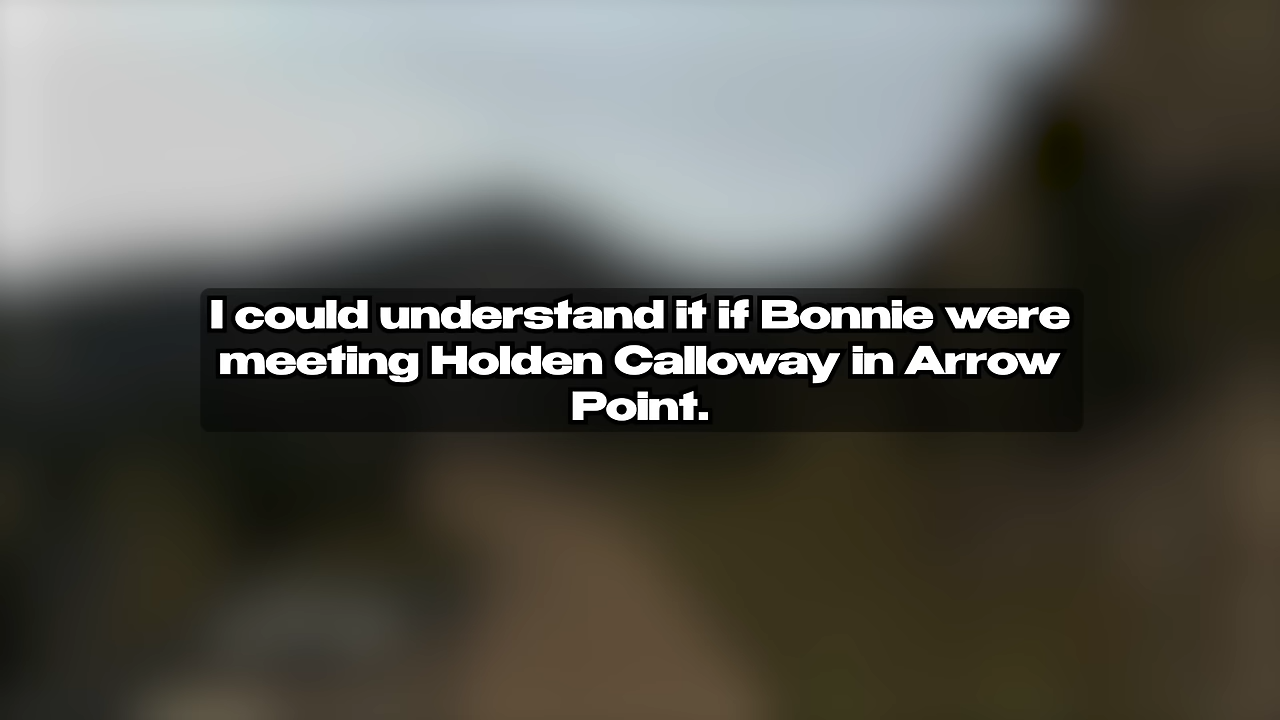 I could understand it if Bonnie were
meeting Holden Calloway in Arrow
Point.